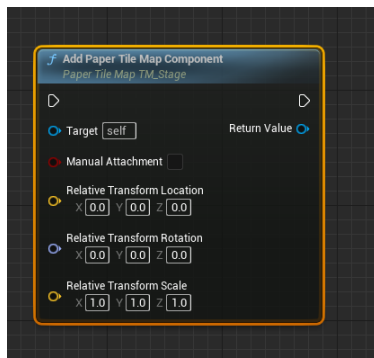 f Add Paper Tile Map Component
Paper Tile Map TM_Stage
Target self Return Value
Manual Attachment
Relative Transform Location
X 0.0 Y 0.0 Z 0.0
Relative Transform Rotation
X 0.0 Y 0.0 Z 0.0
Relative Transform Scale
X 1.0 Y 1.0 Z 1.0